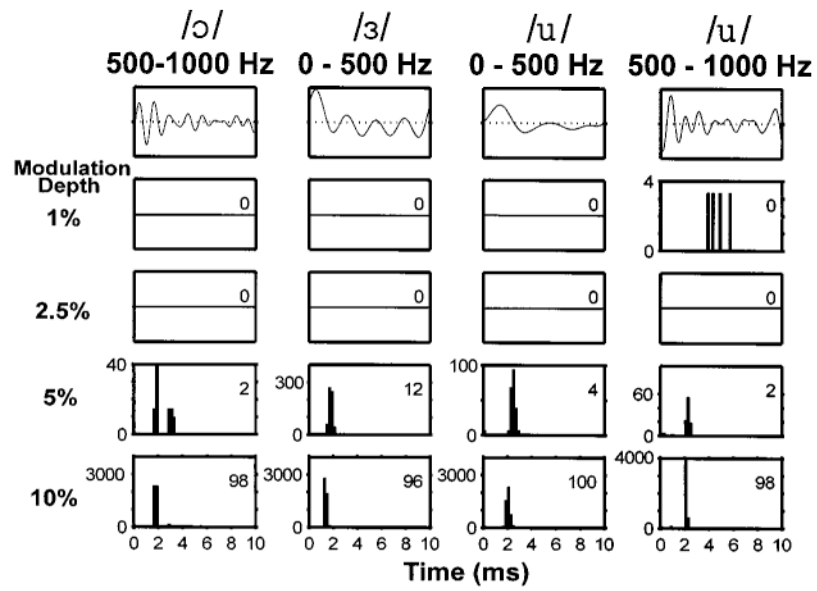 /ɔ/ /ɜ/ /u/ /u/
500-1000 Hz 0 - 500 Hz 0 - 500 Hz 500 - 1000 Hz
Modulation
Depth
1%
0 0 0 4 0 0
2.5%
0 0 0 0
5%
40 2 300 12 100 4 60 2
0 0 0 0
10%
3000 98 3000 96 3000 100 4000 98
0 0 0 0
0 2 4 6 8 10 0 2 4 6 8 10 0 2 4 6 8 10 0 2 4 6 8 10
Time (ms)